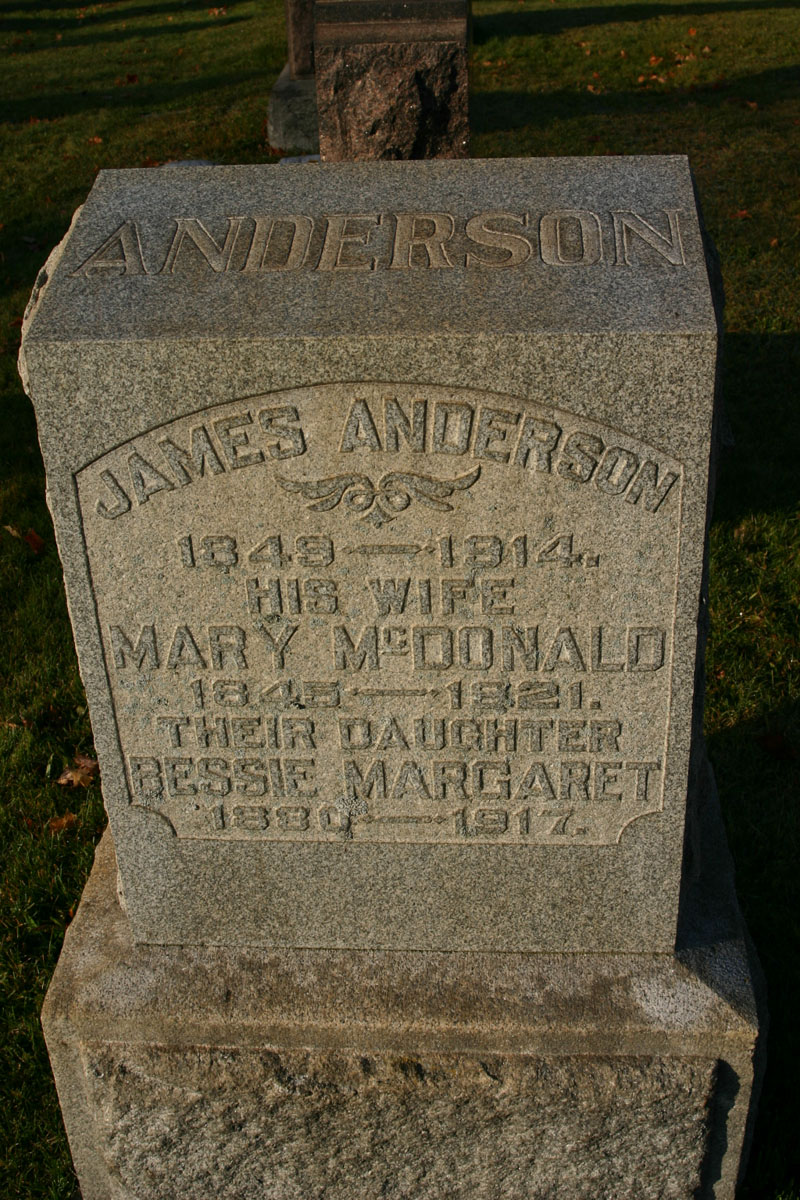 ANDERSON
JAMES ANDERSON
1849 — 1914.
HIS WIFE
MARY McDONALD
1845 — 1921.
THEIR DAUGHTER
BESSIE MARGARET
1880 — 1917.